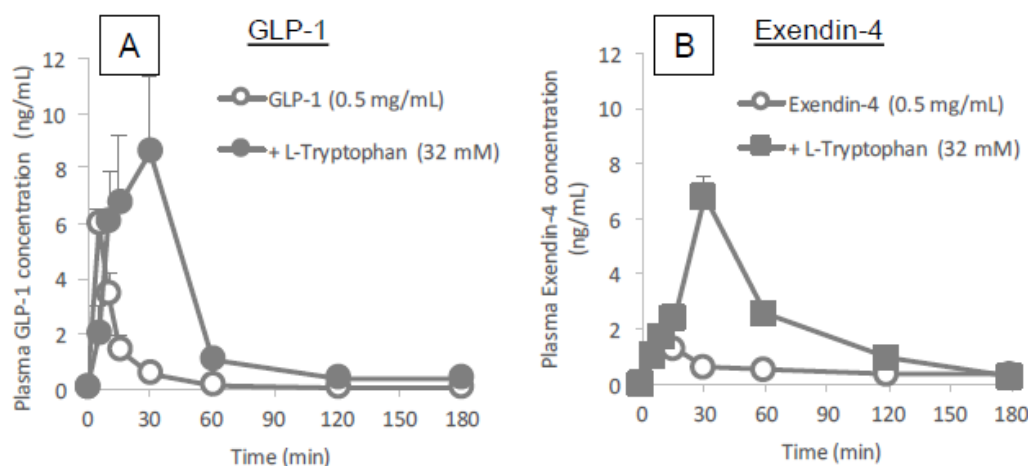 A
GLP-1
Plasma GLP-1 concentration (ng/mL)
12
10
8
6
4
2
0
GLP-1 (0.5 mg/mL)
+ L-Tryptophan (32 mM)
0 30 60 90 120 150 180
Time (min)
B
Exendin-4
Plasma Exendin-4 concentration
(ng/mL)
12
10
8
6
4
2
0
Exendin-4 (0.5 mg/mL)
+ L-Tryptophan (32 mM)
0 30 60 90 120 150 180
Time (min)